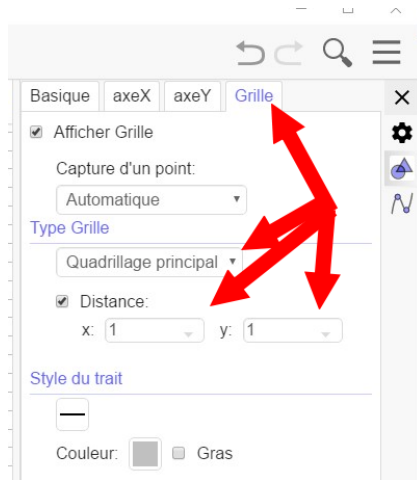 Basique axeX axeY Grille
Afficher Grille
Capture d'un point:
Automatique
Type Grille
Quadrillage principal
Distance:
x: 1 y: 1
Style du trait
Couleur: Gras